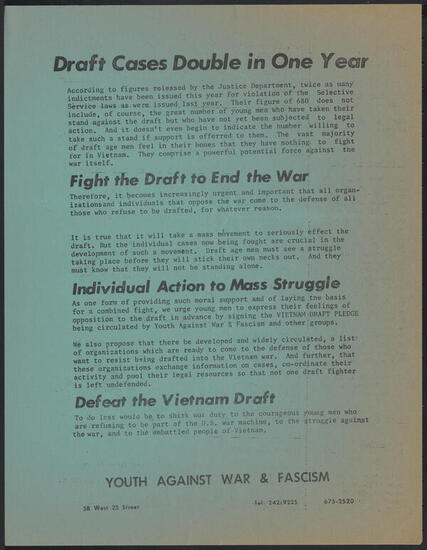 Draft Cases Double in One Year
According to figures released by the Justice Department, twice as many
indictments have been issued this year for violation of the Selective
Service laws as were issued last year. Their figure of 680 does not
include, of course, the great number of young men who have taken their
stand against the draft but who have not yet been subjected to legal
action. And it doesn't even begin to indicate the number willing to
take such a stand if support is offerred to them. The vast majority
of draft age men feel in their bones that they have nothing to fight
for in Vietnam. They comprise a powerful potential force against the
war itself.
Fight the Draft to End the War
Therefore, it becomes increasingly urgent and important that all organ-
izations and individuals that oppose the war come to the defense of all
those who refuse to be drafted, for whatever reason.
It is true that it will take a mass movement to seriously effect the
draft. But the individual cases now being fought are crucial in the
development of such a movement. Draft age men must see a struggle
taking place before they will stick their own necks out. And they
must know that they will not be standing alone.
Individual Action to Mass Struggle
As one form of providing such moral support and of laying the basis
for a combined fight, we urge young men to express their feelings of
opposition to the draft in advance by signing the VIETNAM DRAFT PLEDGE
being circulated by Youth Against War & Fascism and other groups.
We also propose that there be developed and widely circulated, a list
of organizations which are ready to come to the defense of those who
want to resist being drafted into the Vietnam war. And further, that
these organizations exchange information on cases, co-ordinate their
activity and pool their legal resources so that not one draft fighter
is left undefended.
Defeat the Vietnam Draft
To do less would be to shirk our duty to the courageous young men who
are refusing to be part of the U.S. war machine, to the struggle against
the war, and to the embattled people of Vietnam.
YOUTH AGAINST WAR & FASCISM
58 West 25 Street Tel: 242-9225 675-2520